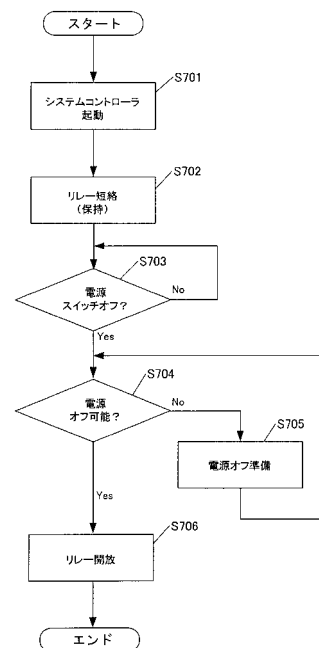 スタート
S701
システムコントローラ
起動
S702
リレー短絡
(保持)
S703
電源
スイッチオフ?
No
Yes
S704
電源
オフ可能?
No
S705
電源オフ準備
Yes
S706
リレー開放
エンド